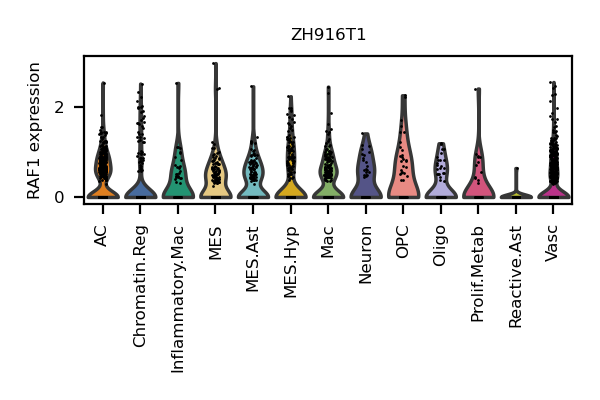 ZH916T1
RAF1 expression
2
0
AC
Chromatin.Reg
Inflammatory.Mac
MES
MES.Ast
MES.Hyp
Mac
Neuron
OPC
Oligo
Prolif.Metab
Reactive.Ast
Vasc